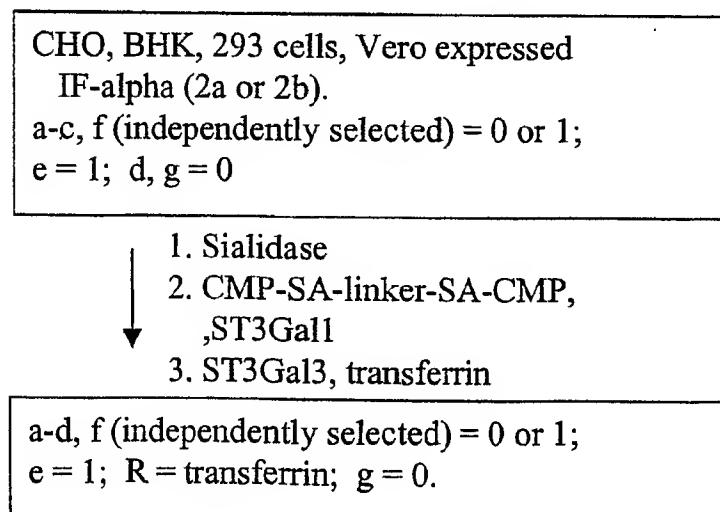 CHO, BHK, 293 cells, Vero expressed
IF-alpha (2a or 2b).
a-c, f (independently selected) = 0 or 1;
e = 1; d, g = 0
1. Sialidase
2. CMP-SA-linker-SA-CMP,
,ST3Gal1
3. ST3Gal3, transferrin
a-d, f (independently selected) = 0 or 1;
e = 1; R = transferrin; g = 0.